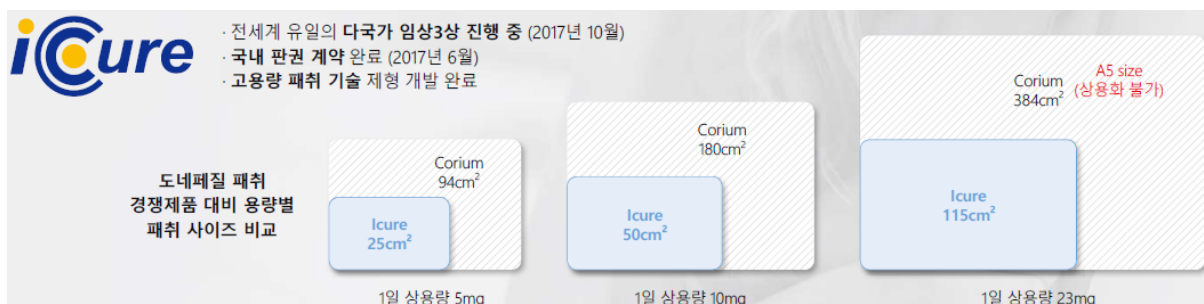 iCure
· 전세계 유일의 다국가 임상3상 진행 중 (2017년 10월)
· 국내 판권 계약 완료 (2017년 6월)
· 고용량 패취 기술 제형 개발 완료
도네페질 패취
경쟁제품 대비 용량별
패취 사이즈 비교
Corium
94cm²
Icure
25cm²
1일 상용량 5mg
Corium
180cm²
Icure
50cm²
1일 상용량 10mg
Corium
384cm²
A5 size
(상용화 불가)
Icure
115cm²
1일 상용량 23mg